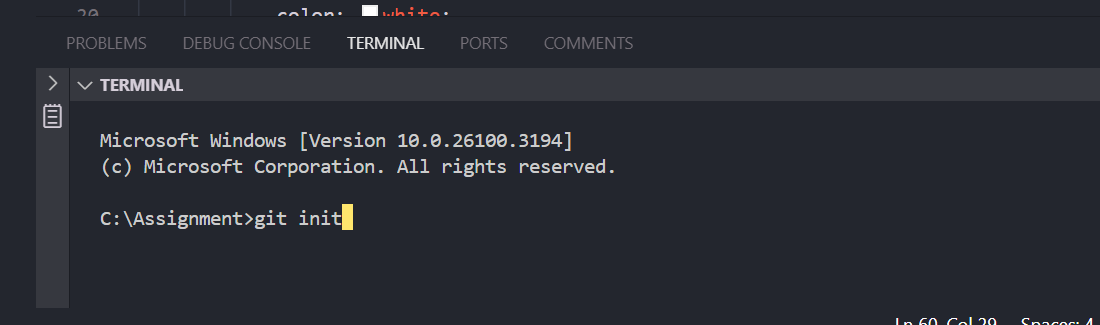 20 color: white;
PROBLEMS DEBUG CONSOLE TERMINAL PORTS COMMENTS
TERMINAL
Microsoft Windows [Version 10.0.26100.3194]
(c) Microsoft Corporation. All rights reserved.
C:\Assignment>git init
Ln 60, Col 29 Spaces: 4